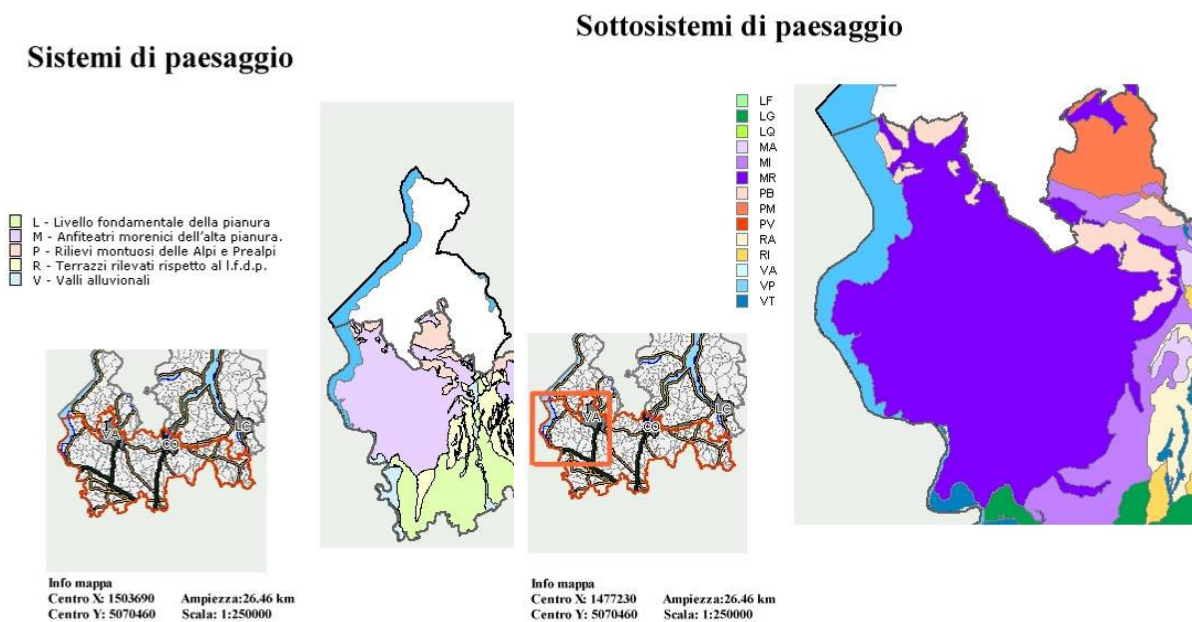 Sistemi di paesaggio
Sottosistemi di paesaggio
L - Livello fondamentale della pianura
M - Anfiteatri morenici dell'alta pianura.
P - Rilievi montuosi delle Alpi e Prealpi
R - Terrazzi rilevati rispetto al l.f.d.p.
V - Valli alluvionali
LF
LG
LQ
MA
MI
MR
PB
PM
PV
RA
RI
VA
VP
VT
VA
CO
LC
VA
CO
LC
Info mappa
Centro X: 1503690 Ampiezza:26.46 km
Centro Y: 5070460 Scala: 1:250000
Info mappa
Centro X: 1477230 Ampiezza:26.46 km
Centro Y: 5070460 Scala: 1:250000